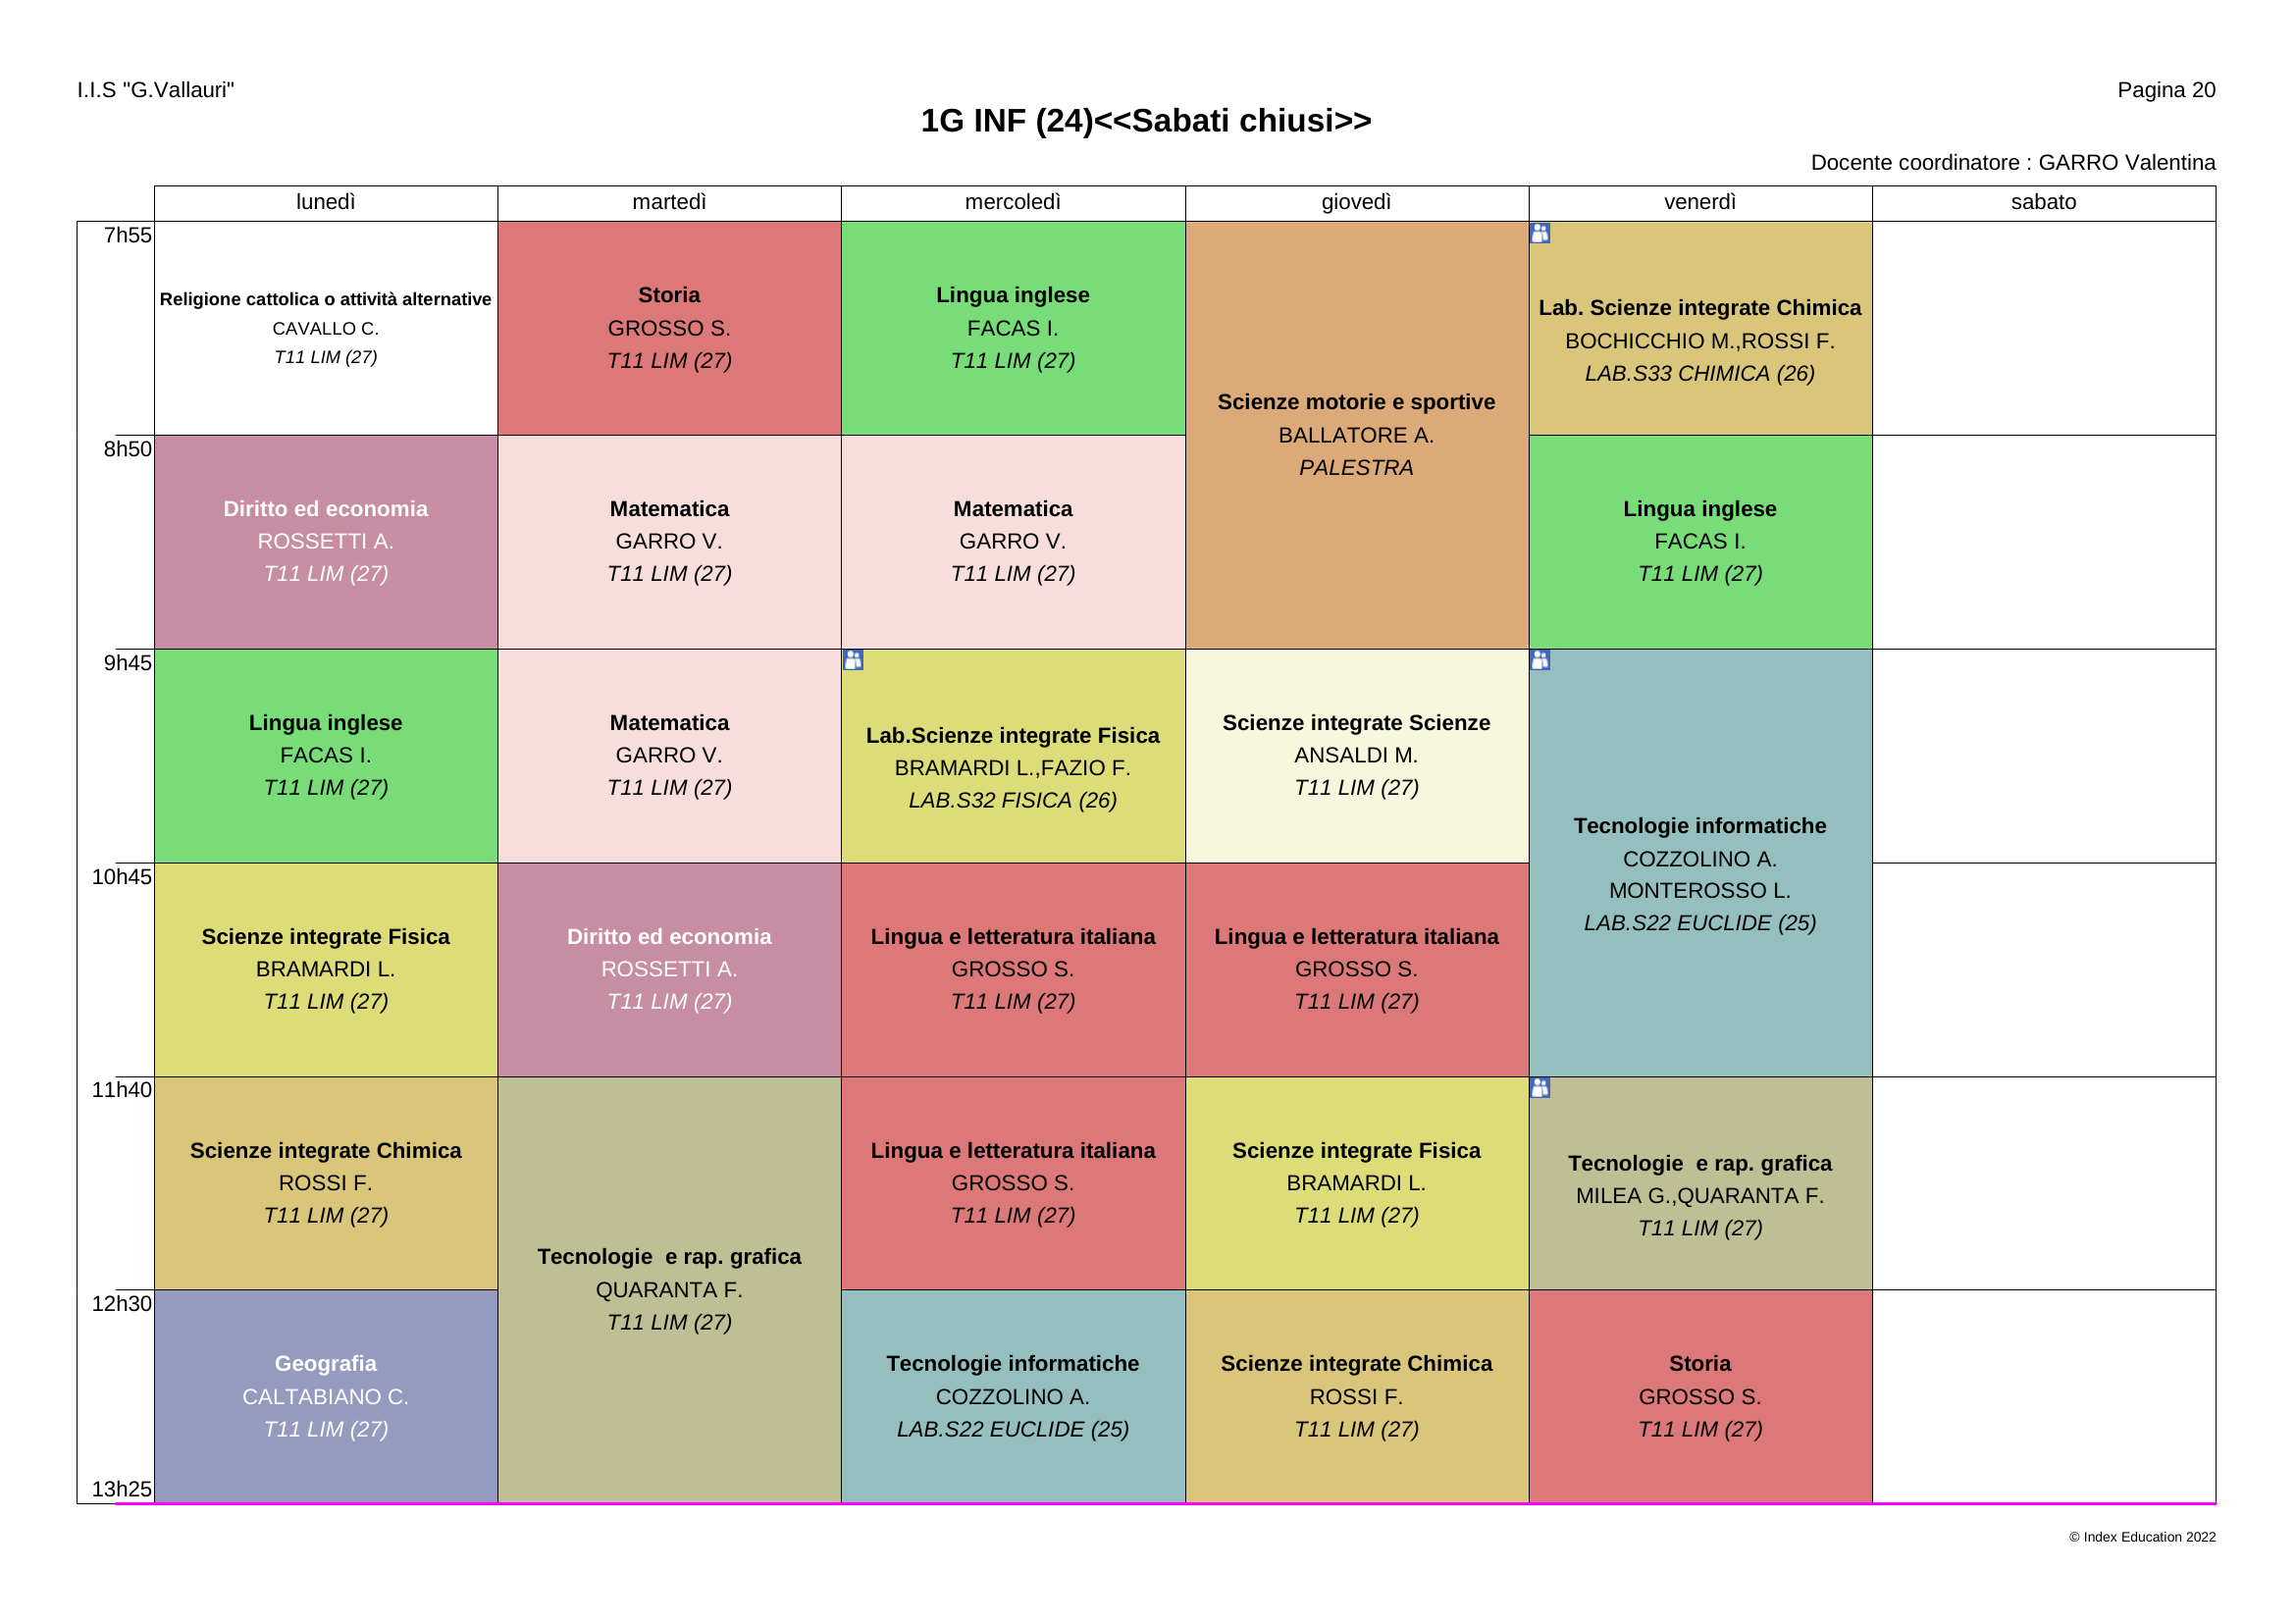 I.I.S "G.Vallauri"
Pagina 20
1G INF (24)<<Sabati chiusi>>
Docente coordinatore : GARRO Valentina
lunedì
martedì
mercoledì
giovedì
venerdì
sabato
7h55
Religione cattolica o attività alternative
CAVALLO C.
T11 LIM (27)
Storia
GROSSO S.
T11 LIM (27)
Lingua inglese
FACAS I.
T11 LIM (27)
Scienze motorie e sportive
BALLATORE A.
PALESTRA
Lab. Scienze integrate Chimica
BOCHICCHIO M.,ROSSI F.
LAB.S33 CHIMICA (26)
8h50
Diritto ed economia
ROSSETTI A.
T11 LIM (27)
Matematica
GARRO V.
T11 LIM (27)
Matematica
GARRO V.
T11 LIM (27)
Lingua inglese
FACAS I.
T11 LIM (27)
9h45
Lingua inglese
FACAS I.
T11 LIM (27)
Matematica
GARRO V.
T11 LIM (27)
Lab.Scienze integrate Fisica
BRAMARDI L.,FAZIO F.
LAB.S32 FISICA (26)
Scienze integrate Scienze
ANSALDI M.
T11 LIM (27)
Tecnologie informatiche
COZZOLINO A.
MONTEROSSO L.
LAB.S22 EUCLIDE (25)
10h45
Scienze integrate Fisica
BRAMARDI L.
T11 LIM (27)
Diritto ed economia
ROSSETTI A.
T11 LIM (27)
Lingua e letteratura italiana
GROSSO S.
T11 LIM (27)
Lingua e letteratura italiana
GROSSO S.
T11 LIM (27)
11h40
Scienze integrate Chimica
ROSSI F.
T11 LIM (27)
Tecnologie  e rap. grafica
QUARANTA F.
T11 LIM (27)
Lingua e letteratura italiana
GROSSO S.
T11 LIM (27)
Scienze integrate Fisica
BRAMARDI L.
T11 LIM (27)
Tecnologie  e rap. grafica
MILEA G.,QUARANTA F.
T11 LIM (27)
12h30
Geografia
CALTABIANO C.
T11 LIM (27)
Tecnologie informatiche
COZZOLINO A.
LAB.S22 EUCLIDE (25)
Scienze integrate Chimica
ROSSI F.
T11 LIM (27)
Storia
GROSSO S.
T11 LIM (27)
13h25
© Index Education 2022